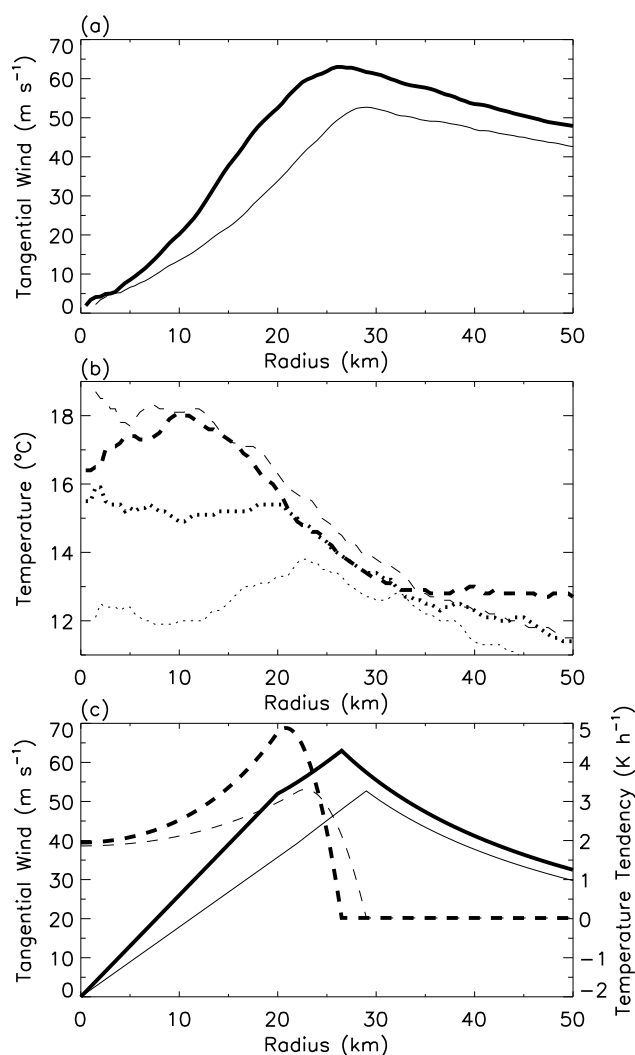 (a)
Tangential Wind (m s⁻¹)
70
60
50
40
30
20
10
0
0 10 20 30 40 50
Radius (km)
(b)
Temperature (°C)
18
16
14
12
0 10 20 30 40 50
Radius (km)
(c)
Tangential Wind (m s⁻¹)
70
60
50
40
30
20
10
0
5
4
3
2
1
0
−1
−2
Temperature Tendency (K h⁻¹)
0 10 20 30 40 50
Radius (km)